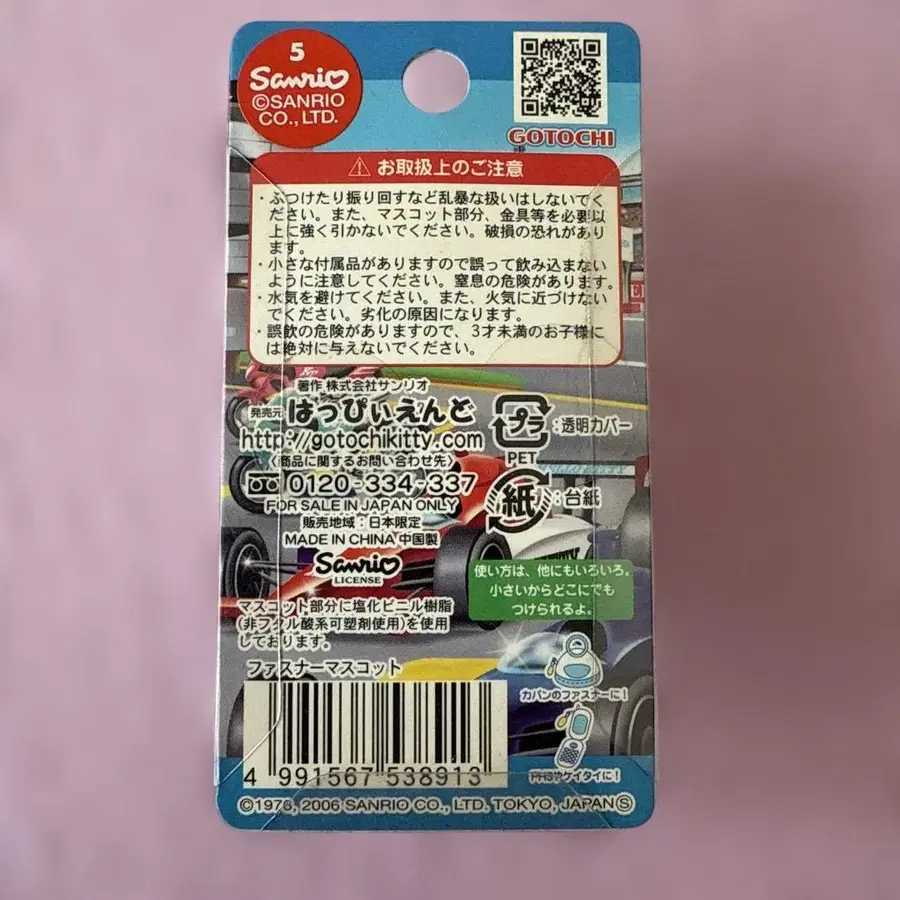 5
Sanrio
©SANRIO
CO., LTD.
GOTOCHI
⚠ お取扱上のご注意
・ぶつけたり振り回すなど乱暴な扱いはしないでく
ださい。また、マスコット部分、金具等を必要以
上に強く引かないでください。破損の恐れがあり
ます。
・小さな付属品がありますので誤って飲み込まない
ように注意してください。窒息の危険があります。
・水気を避けてください。また、火気に近づけない
でください。劣化の原因になります。
・誤飲の危険がありますので、3才未満のお子様に
は絶対に与えないでください。
著作 株式会社サンリオ
発売元 はっぴぃえんど
http://gotochikitty.com
〈商品に関するお問い合わせ先〉
0120-334-337
FOR SALE IN JAPAN ONLY
販売地域：日本限定
MADE IN CHINA 中国製
Sanrio
LICENSE
プラ：透明カバー
PET
紙：台紙
使い方は、他にもいろいろ。
小さいからどこにでも
つけられるよ。
マスコット部分に塩化ビニル樹脂
(非フタル酸系可塑剤使用)を使用
しております。
ファスナーマスコット
カバンのファスナーに！
PHSやケイタイに！
4 991567 538913
©1976, 2006 SANRIO CO., LTD. TOKYO, JAPAN Ⓢ